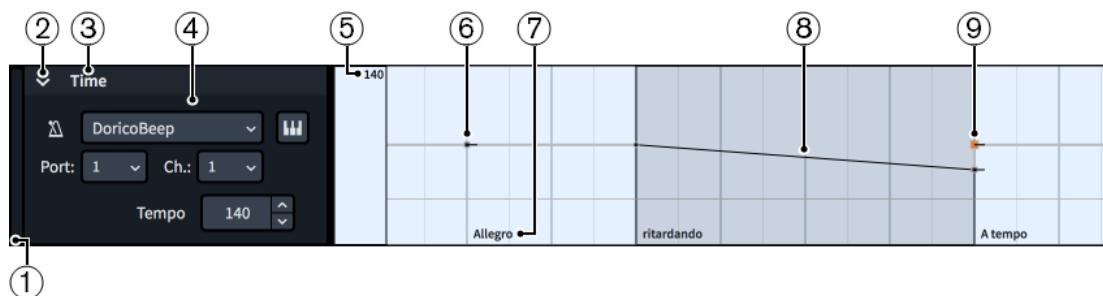 ② ③ ④ ⑤ ⑥ ⑦ ⑧ ⑨
Time
140
DoricoBeep
Port: 1 Ch.: 1
Tempo 140
Allegro ritardando A tempo
①